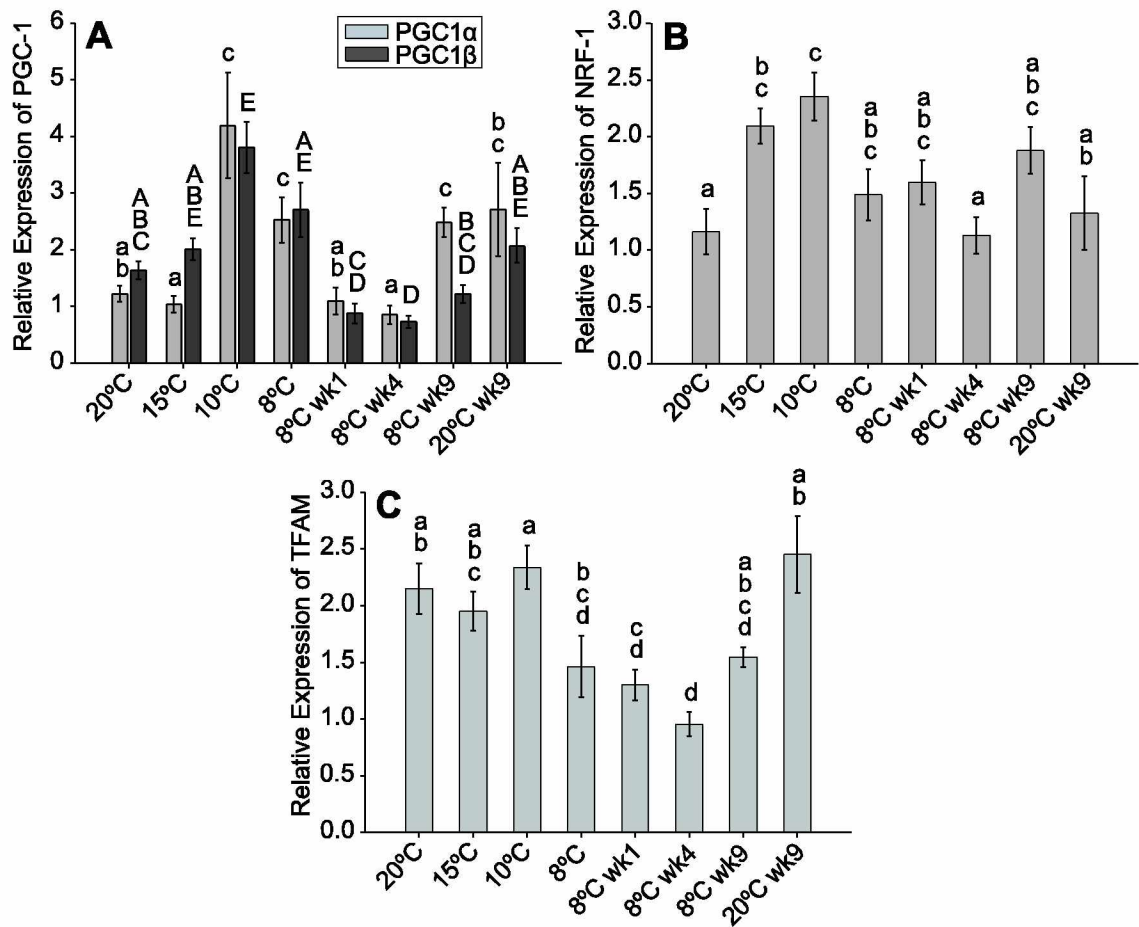 A
PGC1α
PGC1β
Relative Expression of PGC-1
6
5
4
3
2
1
0
a
b
A
B
C
a
A
B
E
c
E
c
A
E
a
b
C
D
a
D
c
B
C
D
b
c
A
B
E
20ºC
15ºC
10ºC
8ºC
8ºC wk1
8ºC wk4
8ºC wk9
20ºC wk9
B
Relative Expression of NRF-1
3.0
2.5
2.0
1.5
1.0
0.5
0.0
a
b
c
c
a
b
c
a
b
c
a
a
b
c
a
b
20ºC
15ºC
10ºC
8ºC
8ºC wk1
8ºC wk4
8ºC wk9
20ºC wk9
C
Relative Expression of TFAM
3.0
2.5
2.0
1.5
1.0
0.5
0.0
a
b
a
b
c
a
b
c
d
c
d
d
a
b
c
d
a
b
20ºC
15ºC
10ºC
8ºC
8ºC wk1
8ºC wk4
8ºC wk9
20ºC wk9